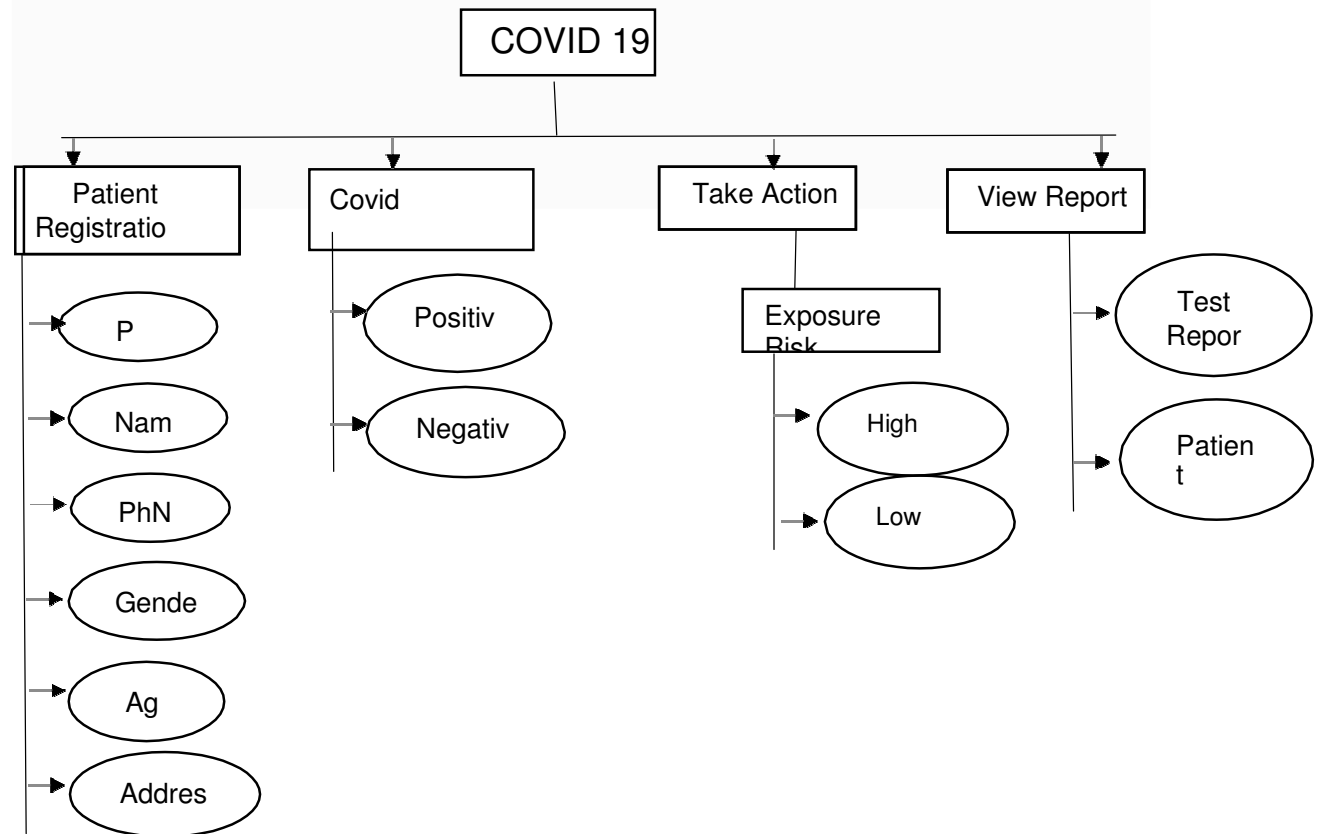 COVID 19
Patient
Registratio
Covid
Take Action
View Report
P
Nam
PhN
Gende
Ag
Addres
Positiv
Negativ
Exposure
Risk
High
Low
Test
Repor
Patien
t